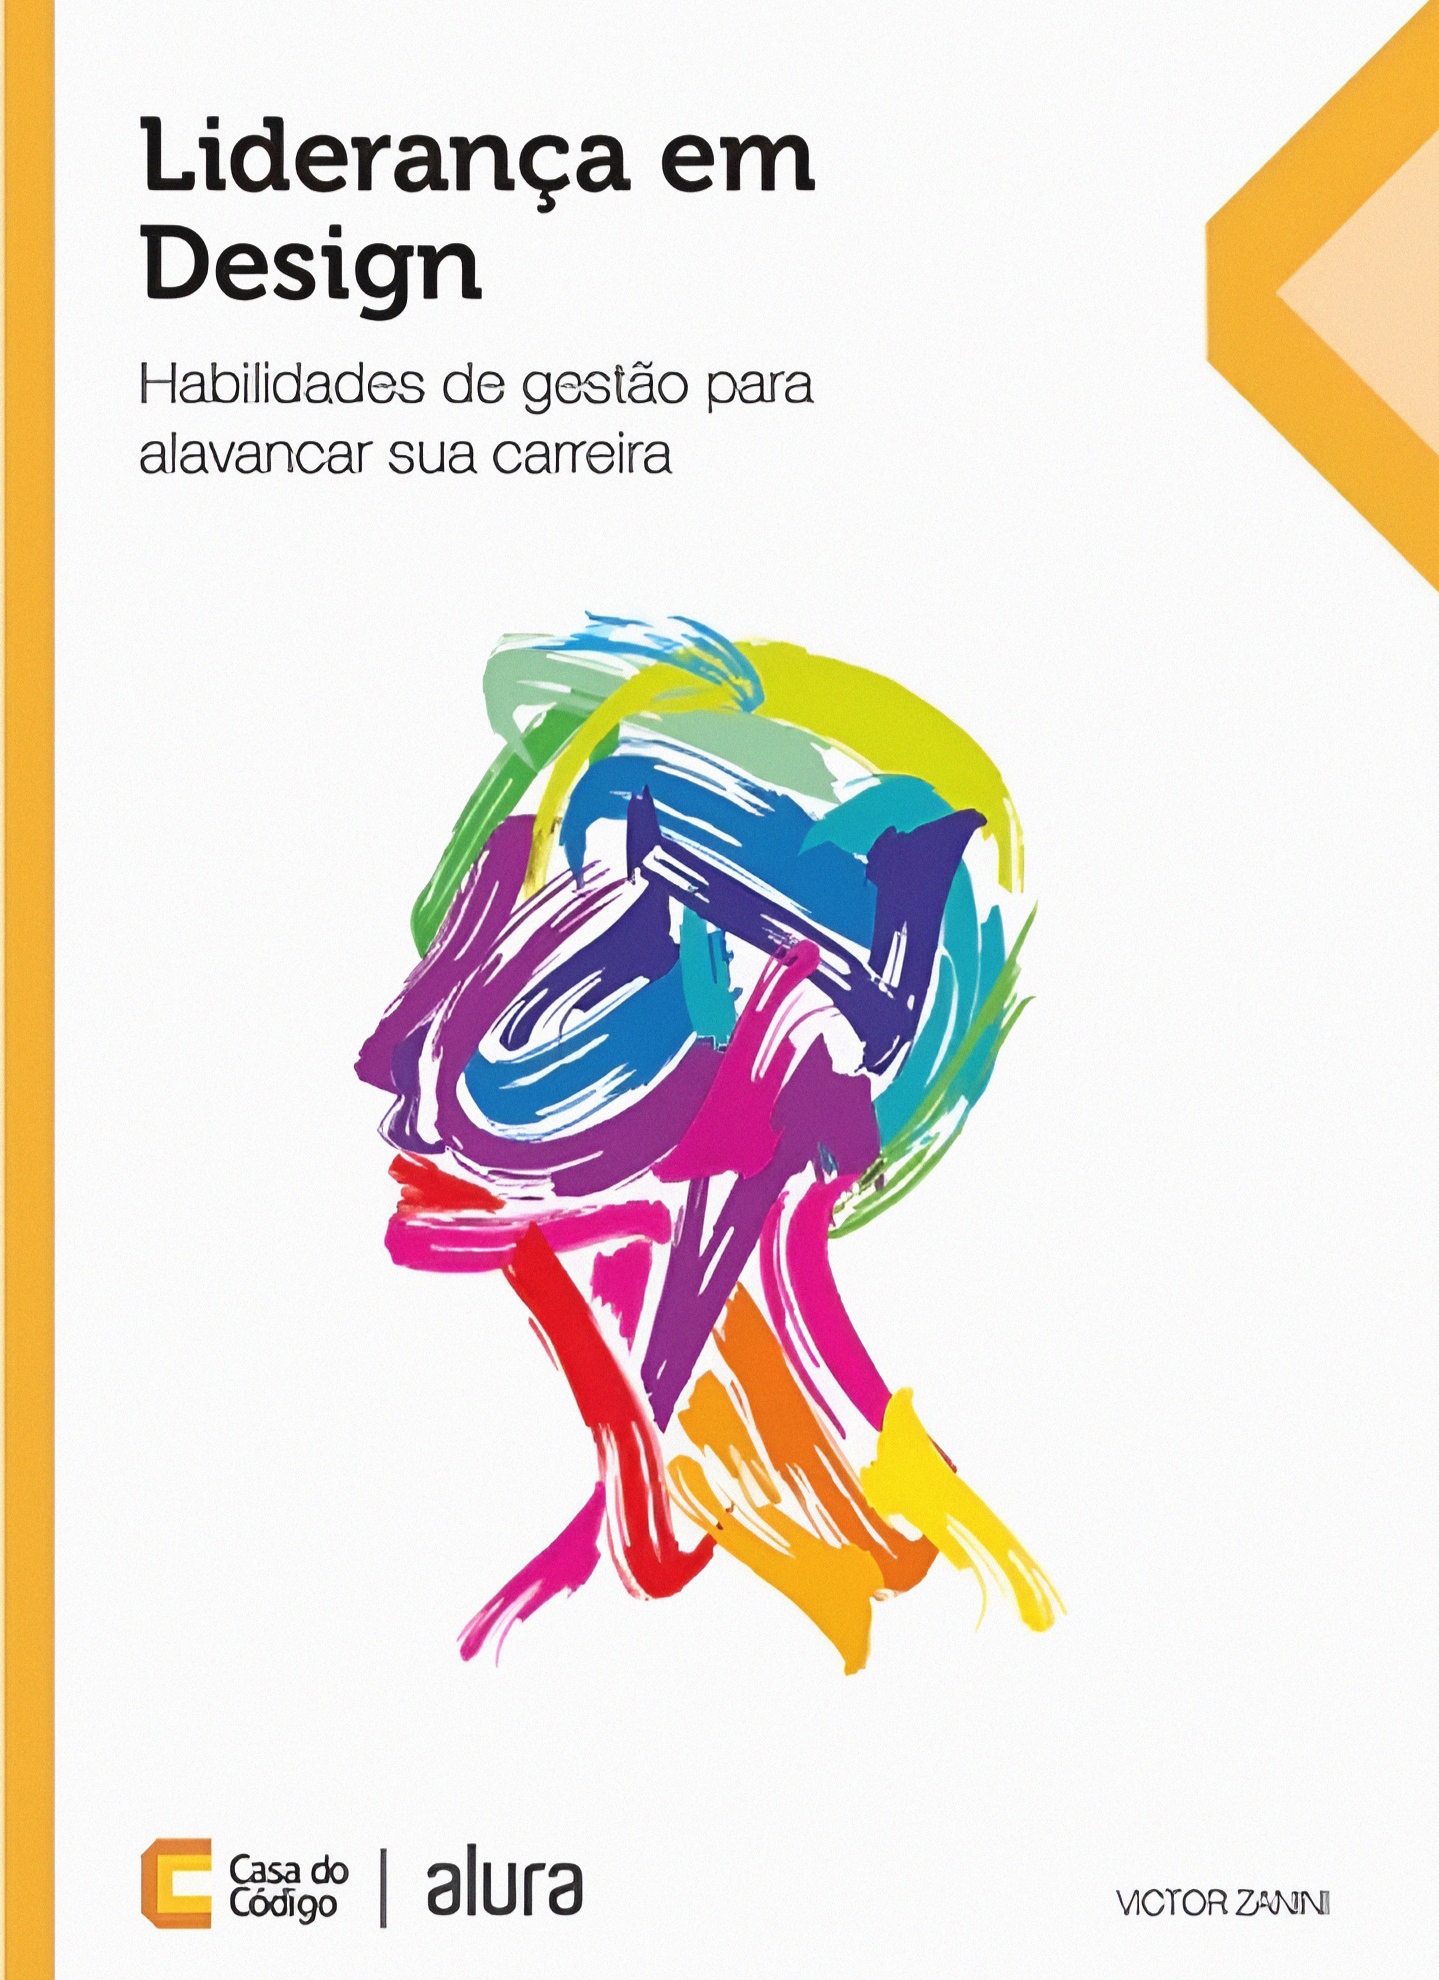 Liderança em
Design
Habilidades de gestão para
alavancar sua carreira
Casa do
Código
alura
VICTOR ZANINI